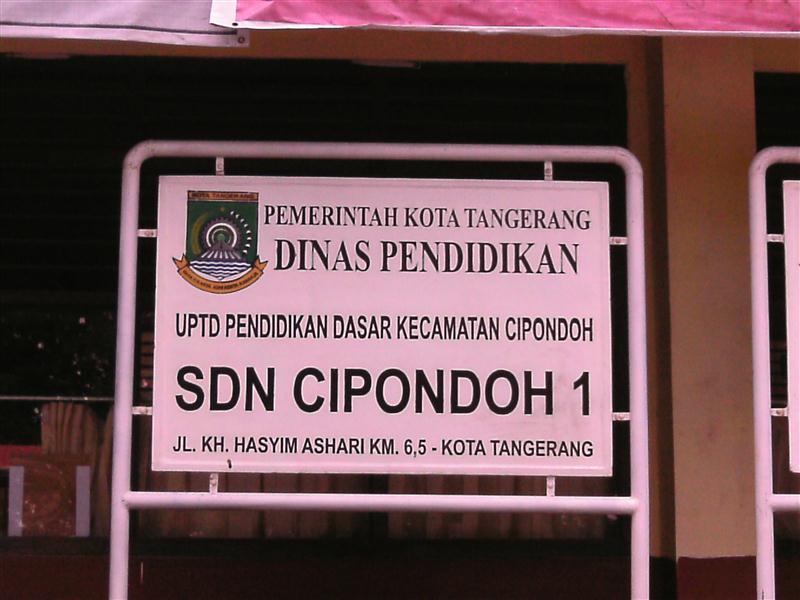 KOTA TANGERANG
PEMERINTAH KOTA TANGERANG
DINAS PENDIDIKAN
UPTD PENDIDIKAN DASAR KECAMATAN CIPONDOH
SDN CIPONDOH 1
JL. KH. HASYIM ASHARI KM. 6,5 - KOTA TANGERANG